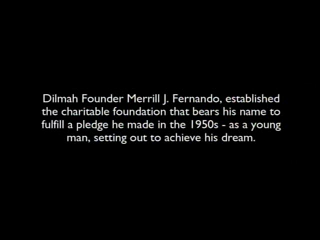 Dilmah Founder Merrill J. Fernando, established
the charitable foundation that bears his name to
fulfill a pledge he made in the 1950s - as a young
man, setting out to achieve his dream.